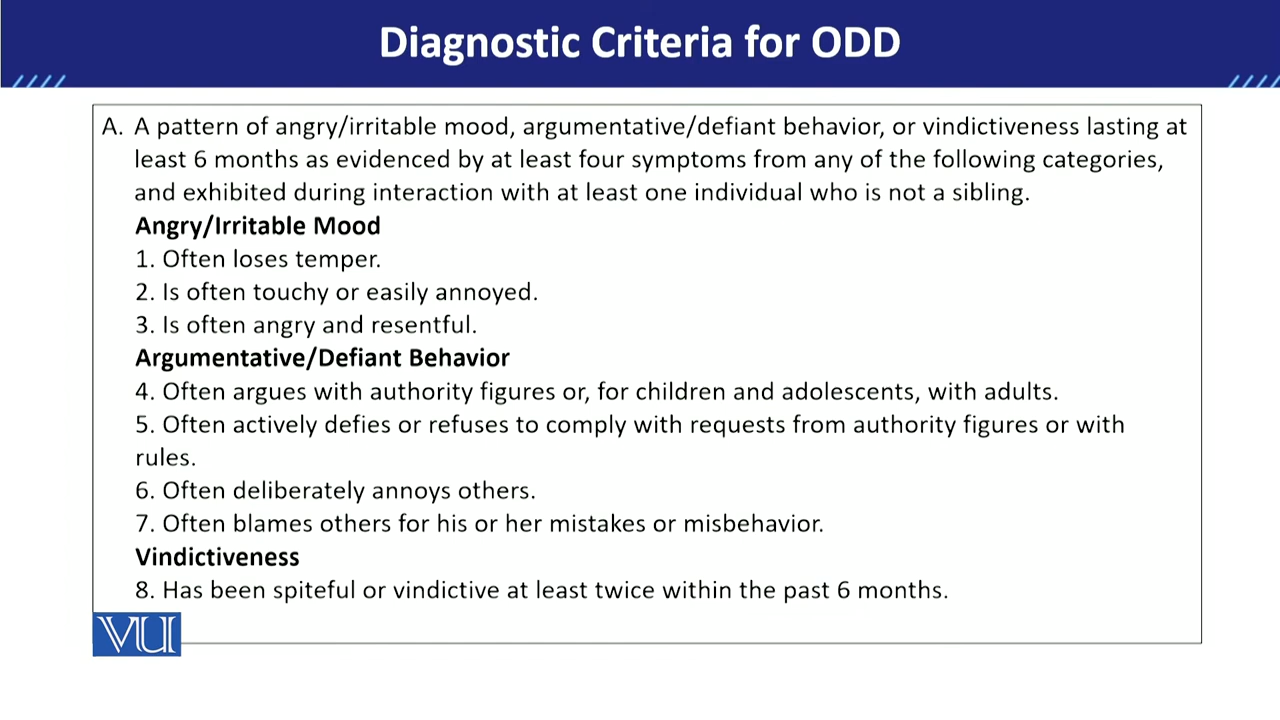 Diagnostic Criteria for ODD
A. A pattern of angry/irritable mood, argumentative/defiant behavior, or vindictiveness lasting at
least 6 months as evidenced by at least four symptoms from any of the following categories,
and exhibited during interaction with at least one individual who is not a sibling.
Angry/Irritable Mood
1. Often loses temper.
2. Is often touchy or easily annoyed.
3. Is often angry and resentful.
Argumentative/Defiant Behavior
4. Often argues with authority figures or, for children and adolescents, with adults.
5. Often actively defies or refuses to comply with requests from authority figures or with
rules.
6. Often deliberately annoys others.
7. Often blames others for his or her mistakes or misbehavior.
Vindictiveness
8. Has been spiteful or vindictive at least twice within the past 6 months.
VU